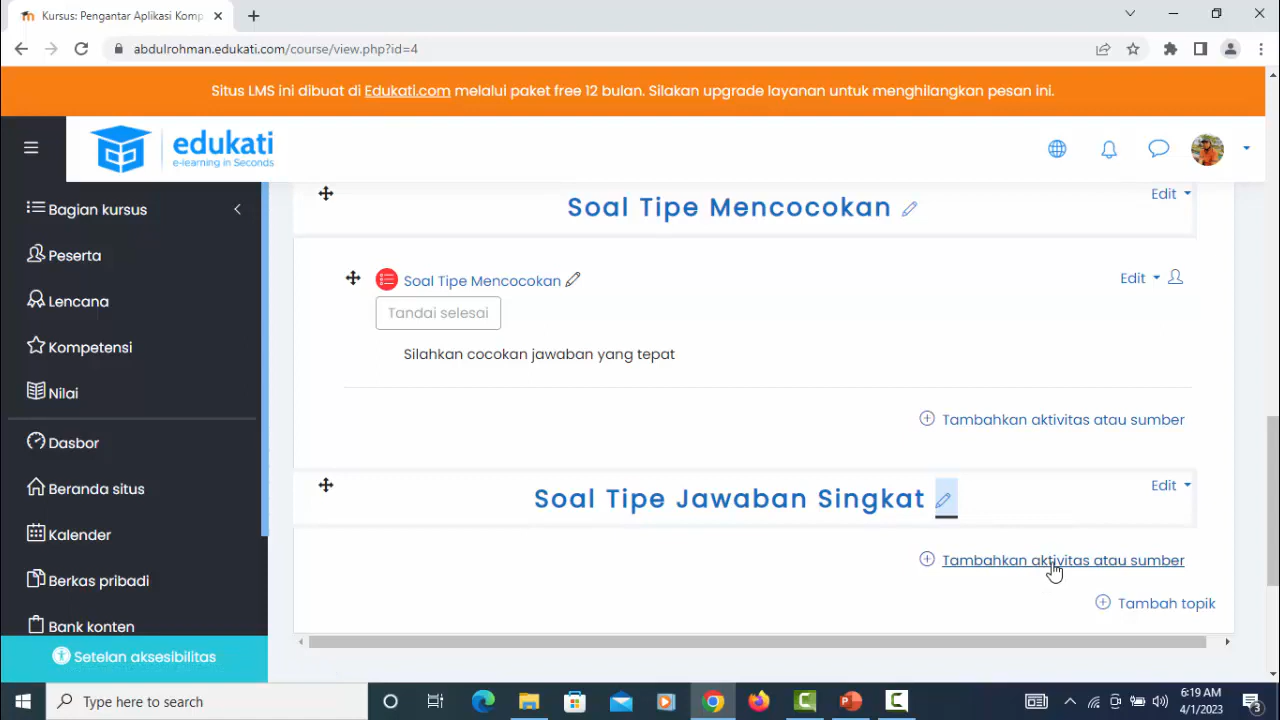 Kursus: Pengantar Aplikasi Komp
abdulrohman.edukati.com/course/view.php?id=4
Situs LMS ini dibuat di Edukati.com melalui paket free 12 bulan. Silakan upgrade layanan untuk menghilangkan pesan ini.
edukati
e-learning in Seconds
Bagian kursus
Peserta
Lencana
Kompetensi
Nilai
Dasbor
Beranda situs
Kalender
Berkas pribadi
Bank konten
Setelan aksesibilitas
Edit
Soal Tipe Mencocokan
Soal Tipe Mencocokan
Edit
Tandai selesai
Silahkan cocokan jawaban yang tepat
Tambahkan aktivitas atau sumber
Edit
Soal Tipe Jawaban Singkat
Tambahkan aktivitas atau sumber
Tambah topik
Type here to search
6:19 AM
4/1/2023
3